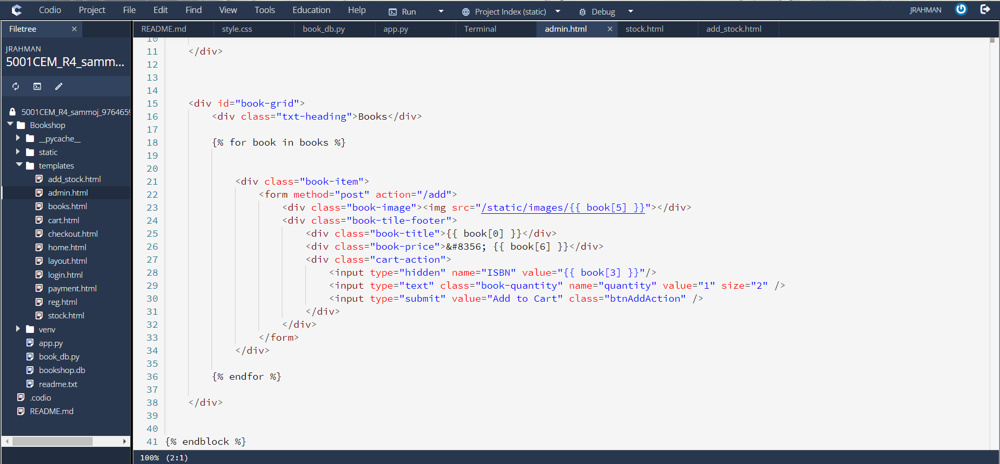 Codio Project File Edit Find View Tools Education Help Run Project Index (static) Debug JRAHMAN
Filetree ×
README.md style.css book_db.py app.py Terminal admin.html × stock.html add_stock.html
JRAHMAN
5001CEM_R4_samm...
5001CEM_R4_sammoj_9764659
Bookshop
__pycache__
static
templates
add_stock.html
admin.html
books.html
cart.html
checkout.html
home.html
layout.html
login.html
payment.html
reg.html
stock.html
venv
app.py
book_db.py
bookshop.db
readme.txt
.codio
README.md
10
11 </div>
12
13
14
15 <div id="book-grid">
16 <div class="txt-heading">Books</div>
17
18 {% for book in books %}
19
20
21 <div class="book-item">
22 <form method="post" action="/add">
23 <div class="book-image"><img src="/static/images/{{ book[5] }}"></div>
24 <div class="book-tile-footer">
25 <div class="book-title">{{ book[0] }}</div>
26 <div class="book-price">&#8356; {{ book[6] }}</div>
27 <div class="cart-action">
28 <input type="hidden" name="ISBN" value="{{ book[3] }}"/>
29 <input type="text" class="book-quantity" name="quantity" value="1" size="2" />
30 <input type="submit" value="Add to Cart" class="btnAddAction" />
31 </div>
32 </div>
33 </form>
34 </div>
35
36 {% endfor %}
37
38 </div>
39
40
41 {% endblock %}
100% (2:1)